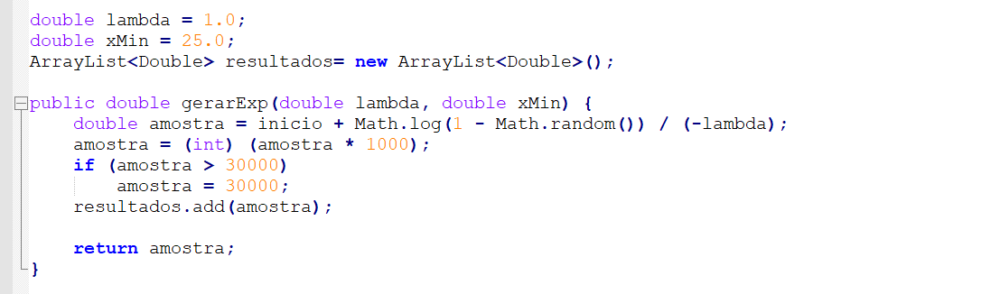 double lambda = 1.0;
double xMin = 25.0;
ArrayList<Double> resultados= new ArrayList<Double>();
public double gerarExp(double lambda, double xMin) {
double amostra = inicio + Math.log(1 - Math.random()) / (-lambda);
amostra = (int) (amostra * 1000);
if (amostra > 30000)
amostra = 30000;
resultados.add(amostra);
return amostra;
}